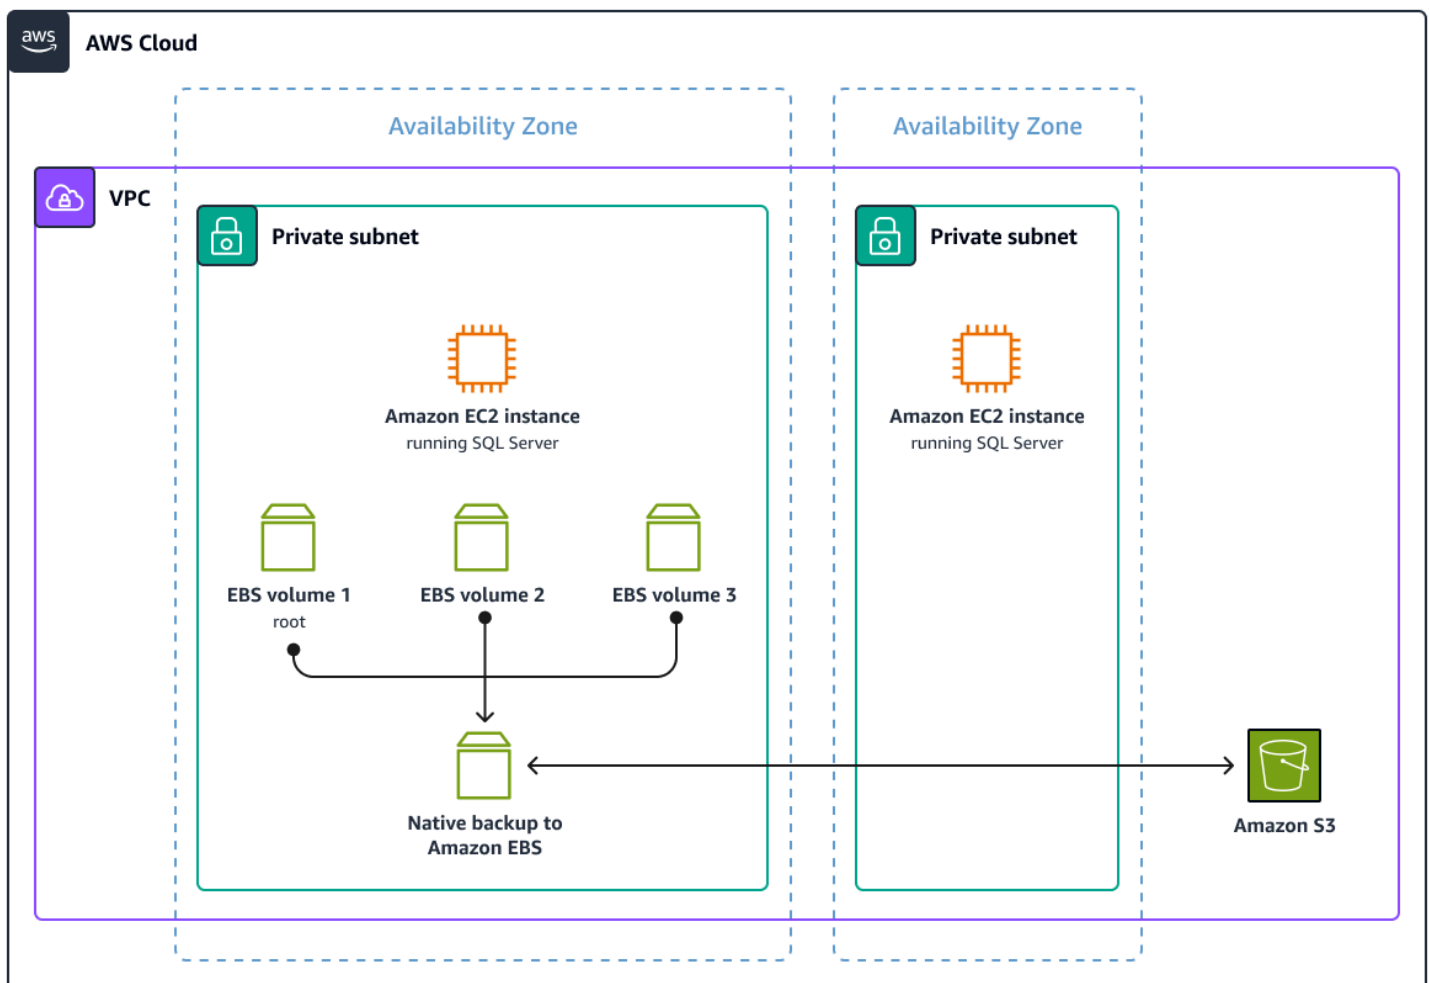 aws
AWS Cloud
Availability Zone
Availability Zone
VPC
Private subnet
Private subnet
Amazon EC2 instance
running SQL Server
Amazon EC2 instance
running SQL Server
EBS volume 1
root
EBS volume 2
EBS volume 3
Native backup to
Amazon EBS
Amazon S3